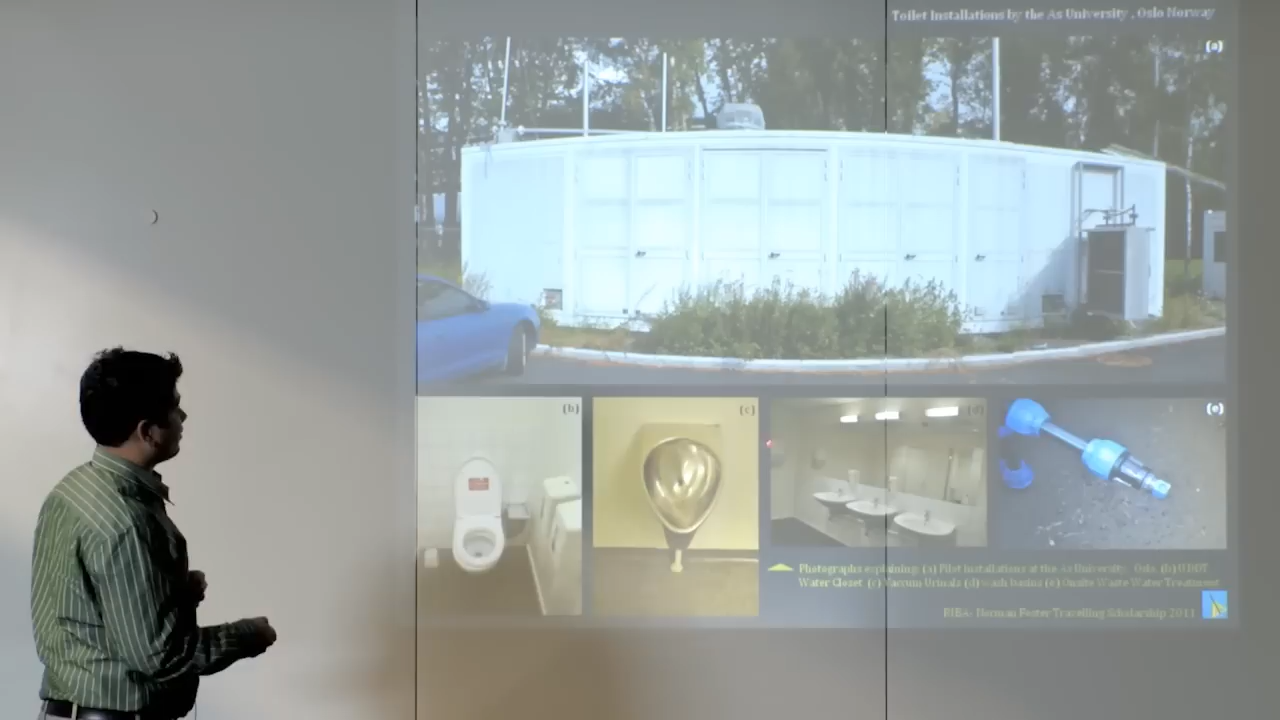 Toilet Installations by the As University , Oslo Norway
(a)
(b)
(c)
(d)
(e)
Photographs explaining: (a) Pilot Installations at the As University, Oslo, (b) UDDT
Water Closet (c) Vacuum Urinals (d) wash basins (e) Onsite Waste Water Treatment
RIBA- Norman Foster Travelling Scholarship 2011